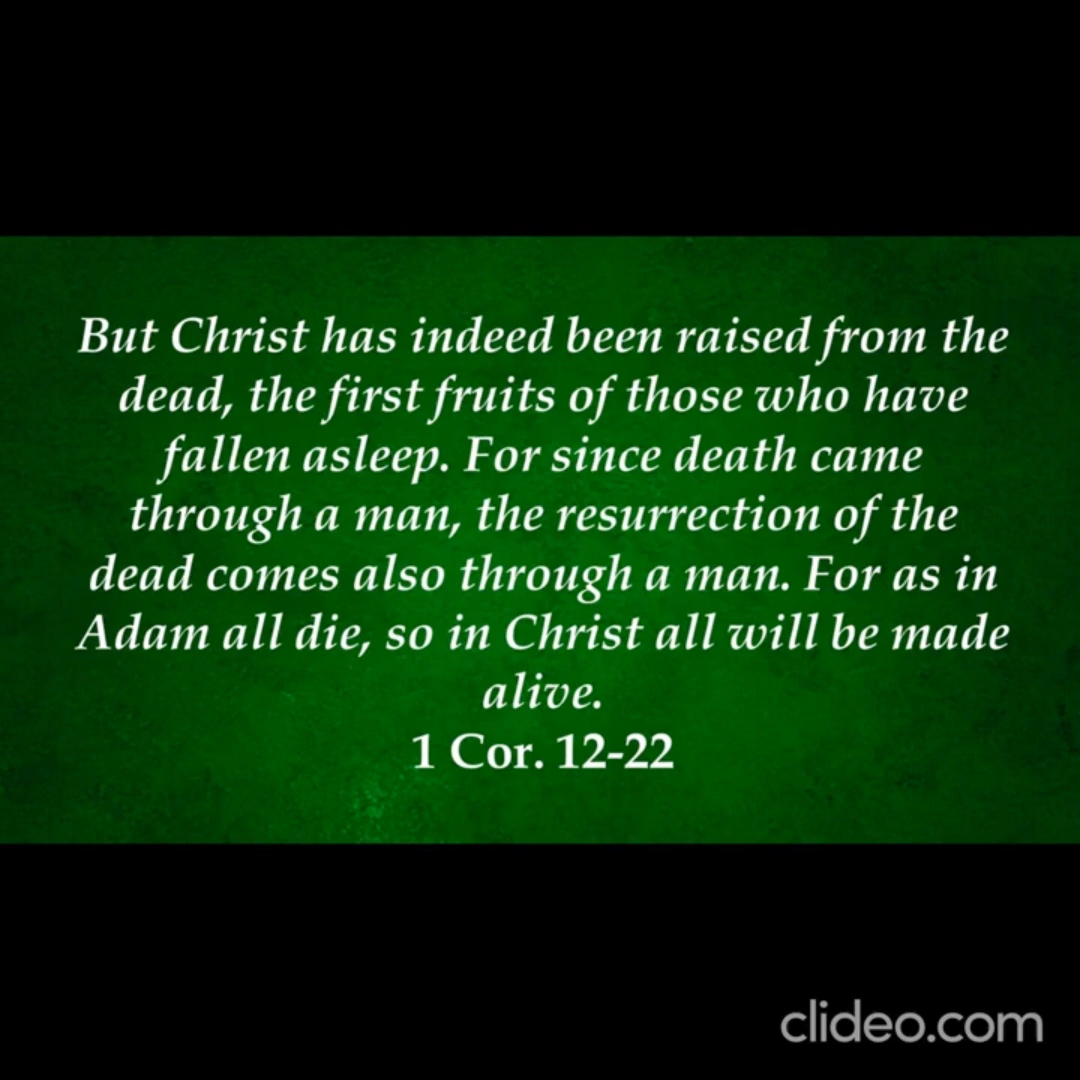 But Christ has indeed been raised from the
dead, the first fruits of those who have
fallen asleep. For since death came
through a man, the resurrection of the
dead comes also through a man. For as in
Adam all die, so in Christ all will be made
alive.
1 Cor. 12-22
clideo.com